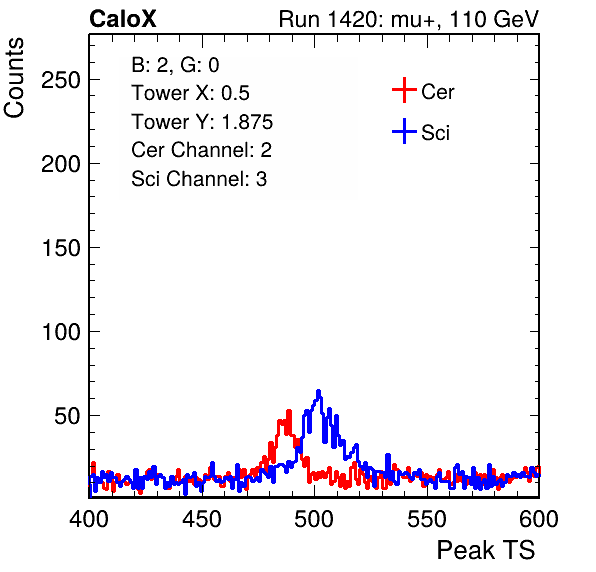 CaloX Run 1420: mu+, 110 GeV
B: 2, G: 0
Tower X: 0.5
Tower Y: 1.875
Cer Channel: 2
Sci Channel: 3
Cer
Sci
Counts
250
200
150
100
50
400 450 500 550 600
Peak TS